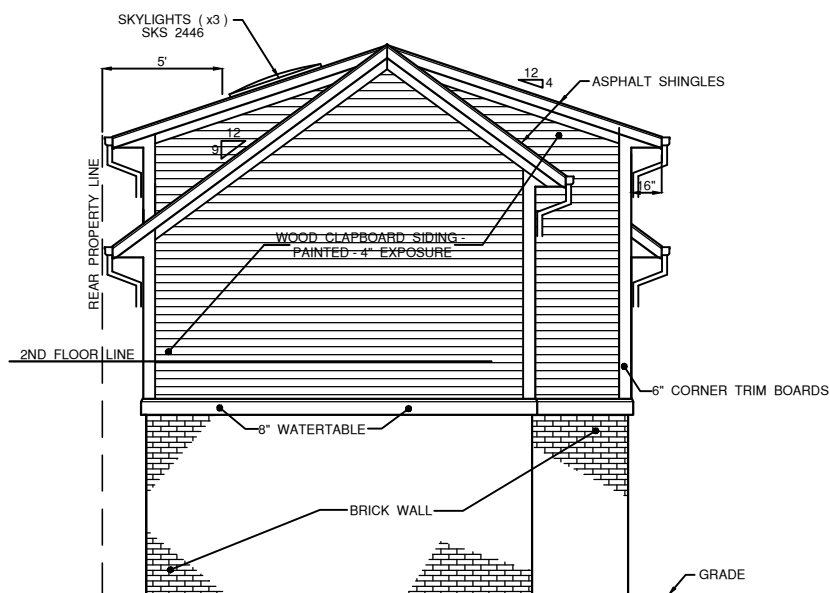 SKYLIGHTS ( x3 )
SKS 2446
5'
12
4
ASPHALT SHINGLES
12
9
16"
REAR PROPERTY LINE
WOOD CLAPBOARD SIDING -
PAINTED - 4" EXPOSURE
2ND FLOOR LINE
6" CORNER TRIM BOARDS
8" WATERTABLE
BRICK WALL
GRADE